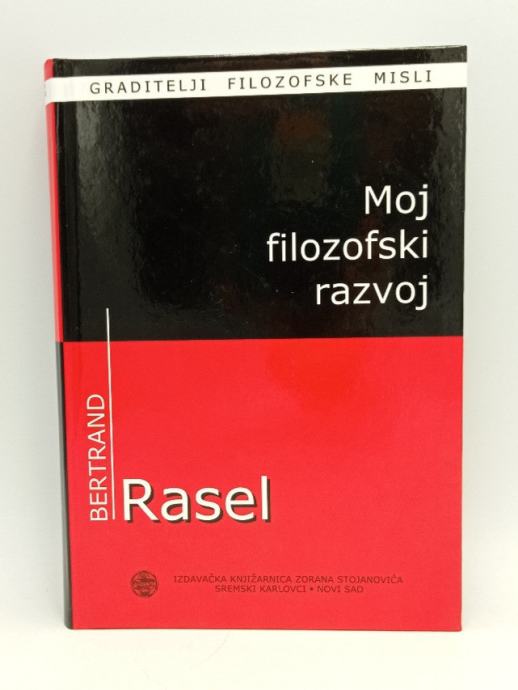 GRADITELJI FILOZOFSKE MISLI
Moj
filozofski
razvoj
BERTRAND
Rasel
IZDAVAČKA KNJIŽARNICA ZORANA STOJANOVIĆA
SREMSKI KARLOVCI • NOVI SAD